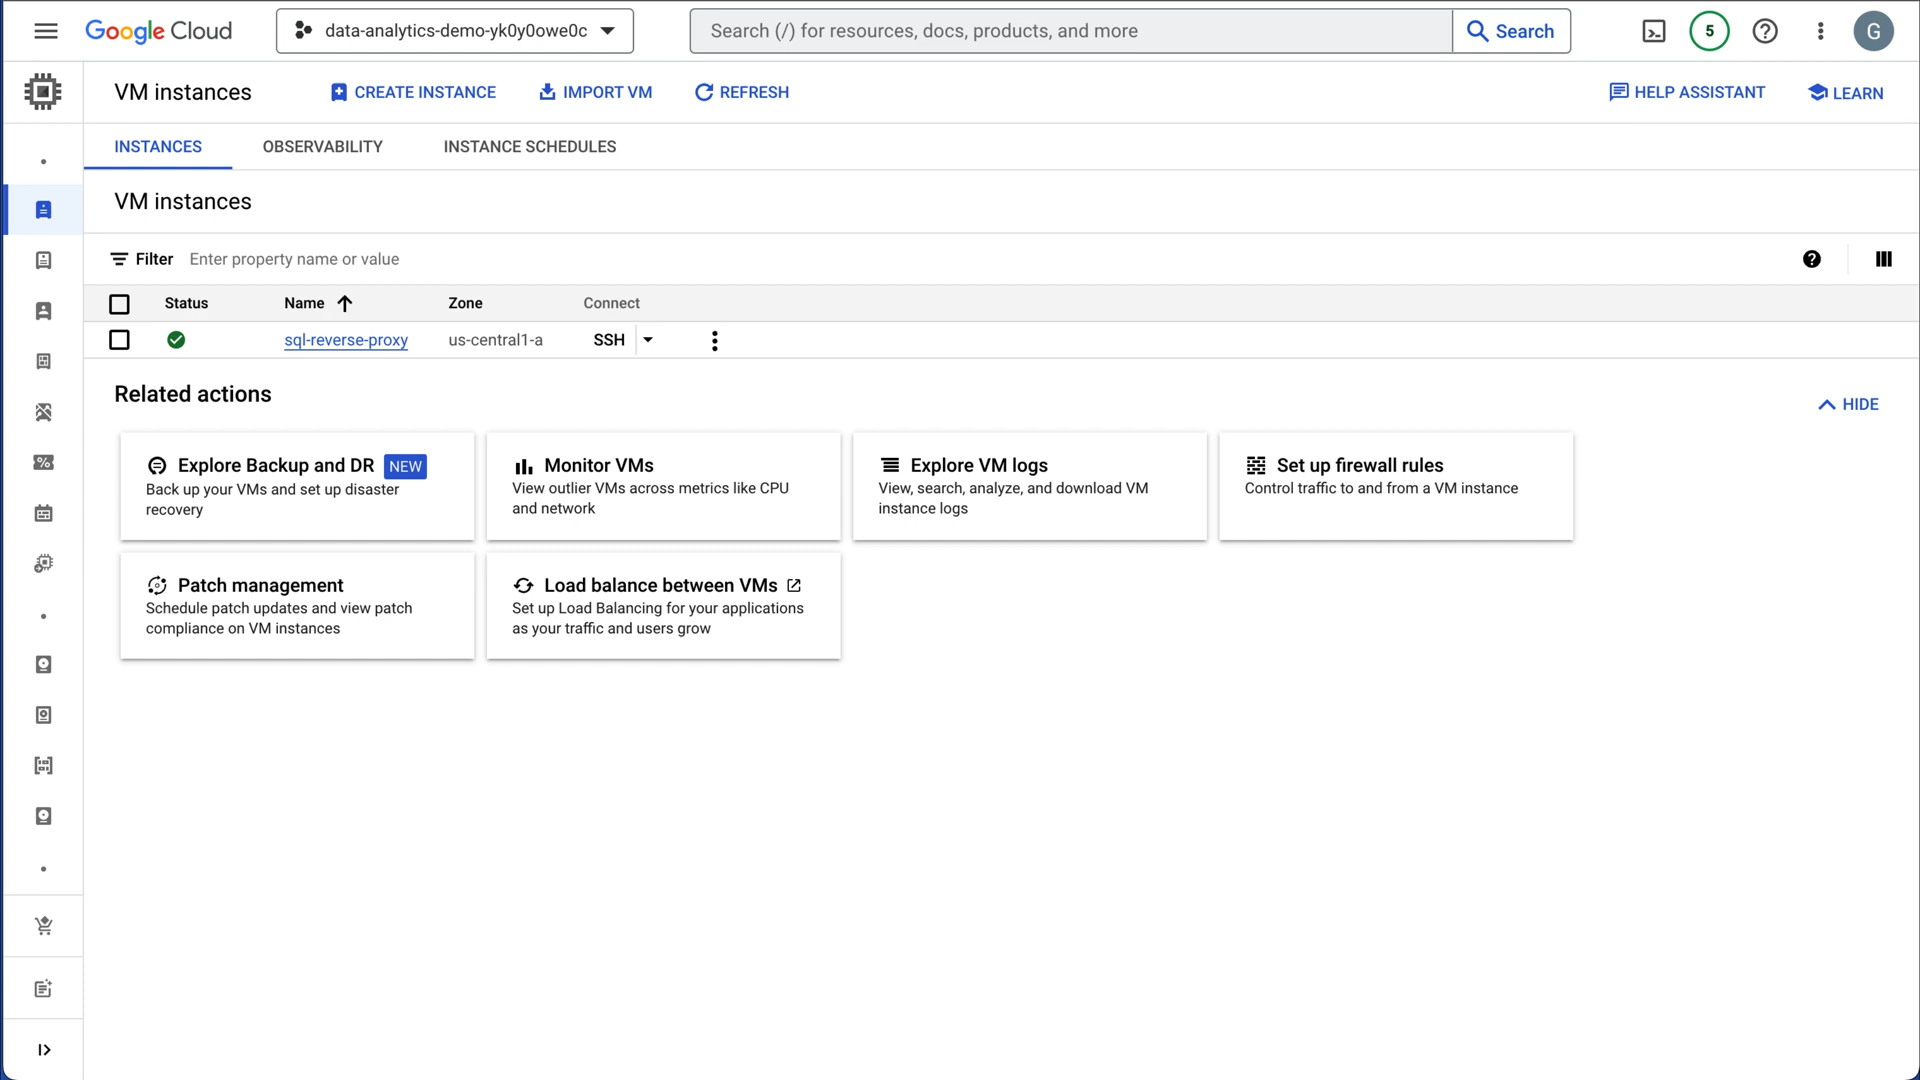 Google Cloud
data-analytics-demo-yk0y0owe0c
Search (/) for resources, docs, products, and more
Search
5
G
VM instances
CREATE INSTANCE
IMPORT VM
REFRESH
HELP ASSISTANT
LEARN
INSTANCES
OBSERVABILITY
INSTANCE SCHEDULES
VM instances
Filter
Enter property name or value
Status
Name
Zone
Connect
sql-reverse-proxy
us-central1-a
SSH
Related actions
HIDE
Explore Backup and DR NEW
Back up your VMs and set up disaster
recovery
Monitor VMs
View outlier VMs across metrics like CPU
and network
Explore VM logs
View, search, analyze, and download VM
instance logs
Set up firewall rules
Control traffic to and from a VM instance
Patch management
Schedule patch updates and view patch
compliance on VM instances
Load balance between VMs
Set up Load Balancing for your applications
as your traffic and users grow